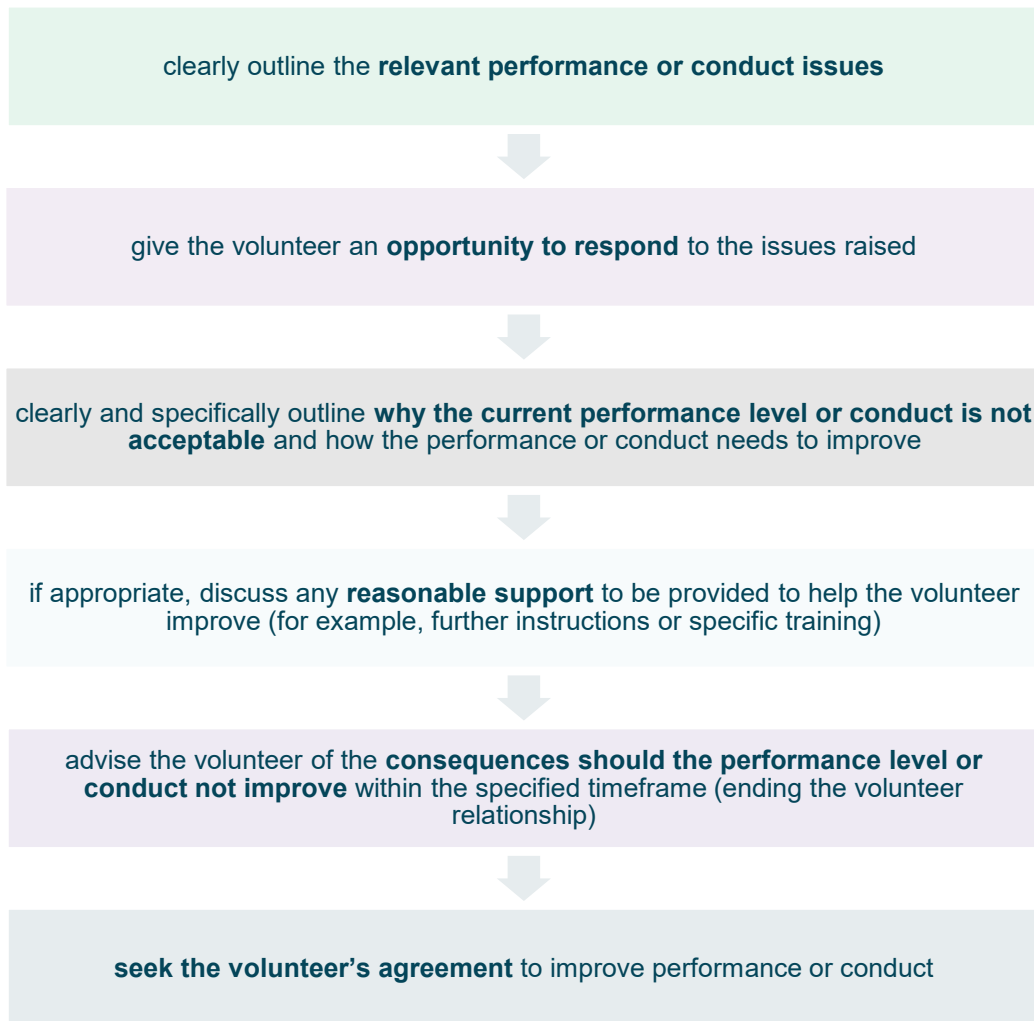 clearly outline the relevant performance or conduct issues
give the volunteer an opportunity to respond to the issues raised
clearly and specifically outline why the current performance level or conduct is not
acceptable and how the performance or conduct needs to improve
if appropriate, discuss any reasonable support to be provided to help the volunteer
improve (for example, further instructions or specific training)
advise the volunteer of the consequences should the performance level or
conduct not improve within the specified timeframe (ending the volunteer
relationship)
seek the volunteer’s agreement to improve performance or conduct